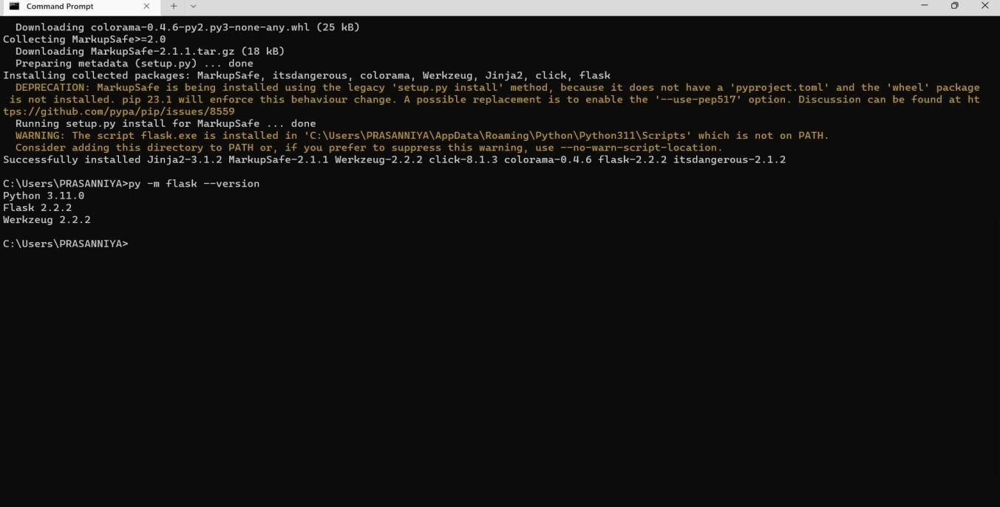 Command Prompt
Downloading colorama-0.4.6-py2.py3-none-any.whl (25 kB)
Collecting MarkupSafe>=2.0
Downloading MarkupSafe-2.1.1.tar.gz (18 kB)
Preparing metadata (setup.py) ... done
Installing collected packages: MarkupSafe, itsdangerous, colorama, Werkzeug, Jinja2, click, flask
DEPRECATION: MarkupSafe is being installed using the legacy 'setup.py install' method, because it does not have a 'pyproject.toml' and the 'wheel' package
is not installed. pip 23.1 will enforce this behaviour change. A possible replacement is to enable the '--use-pep517' option. Discussion can be found at ht
tps://github.com/pypa/pip/issues/8559
Running setup.py install for MarkupSafe ... done
WARNING: The script flask.exe is installed in 'C:\Users\PRASANNIYA\AppData\Roaming\Python\Python311\Scripts' which is not on PATH.
Consider adding this directory to PATH or, if you prefer to suppress this warning, use --no-warn-script-location.
Successfully installed Jinja2-3.1.2 MarkupSafe-2.1.1 Werkzeug-2.2.2 click-8.1.3 colorama-0.4.6 flask-2.2.2 itsdangerous-2.1.2
C:\Users\PRASANNIYA>py -m flask --version
Python 3.11.0
Flask 2.2.2
Werkzeug 2.2.2
C:\Users\PRASANNIYA>